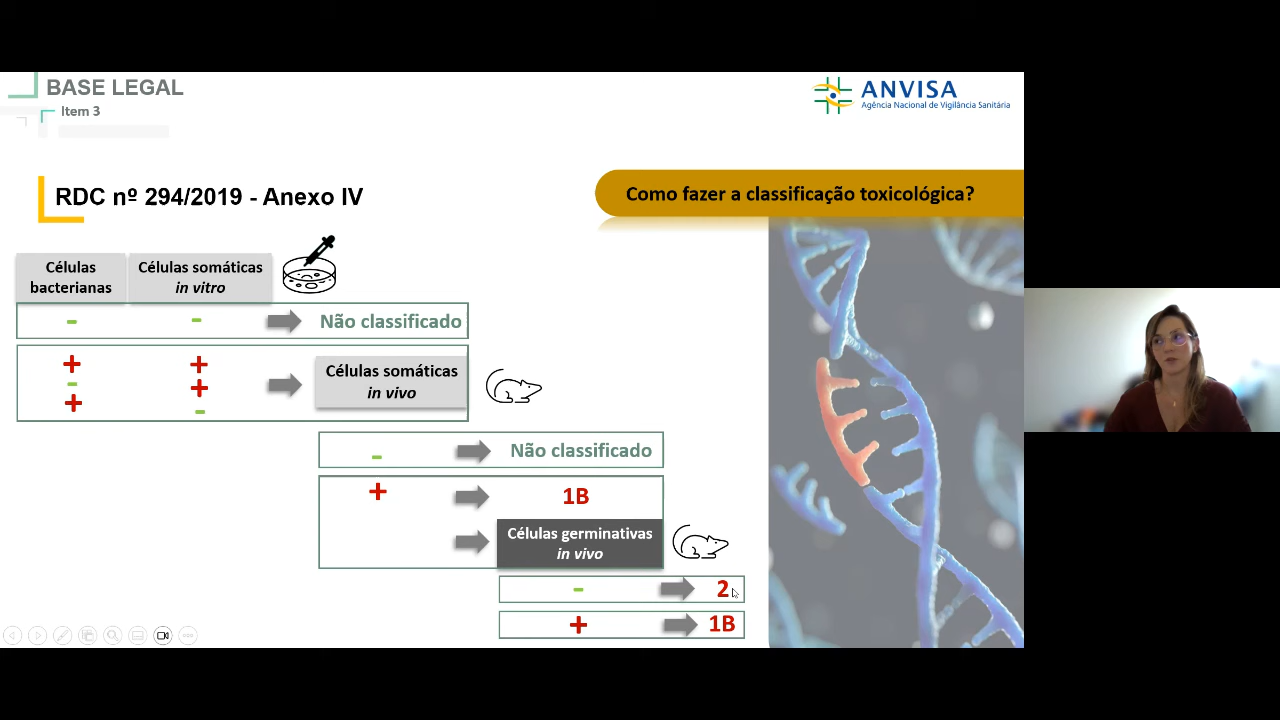 BASE LEGAL
Item 3
ANVISA
Agência Nacional de Vigilância Sanitária
RDC nº 294/2019 - Anexo IV
Como fazer a classificação toxicológica?
Células
bacterianas
Células somáticas
in vitro
- - Não classificado
+ +
- +
+ -
Células somáticas
in vivo
- Não classificado
+ 1B
Células germinativas
in vivo
- 2
+ 1B